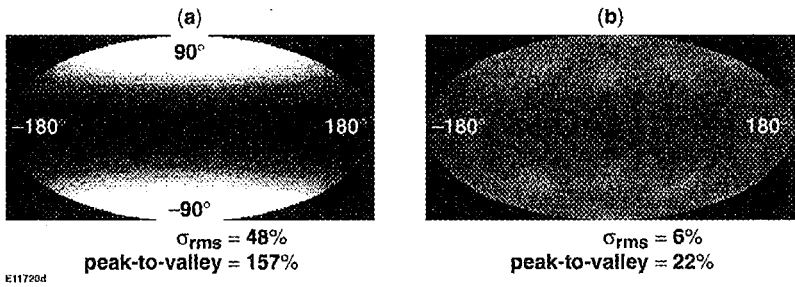 (a)
90°
–180°
180°
–90°
σrms = 48%
peak-to-valley = 157%
E11720d
(b)
–180°
180°
σrms = 6%
peak-to-valley = 22%